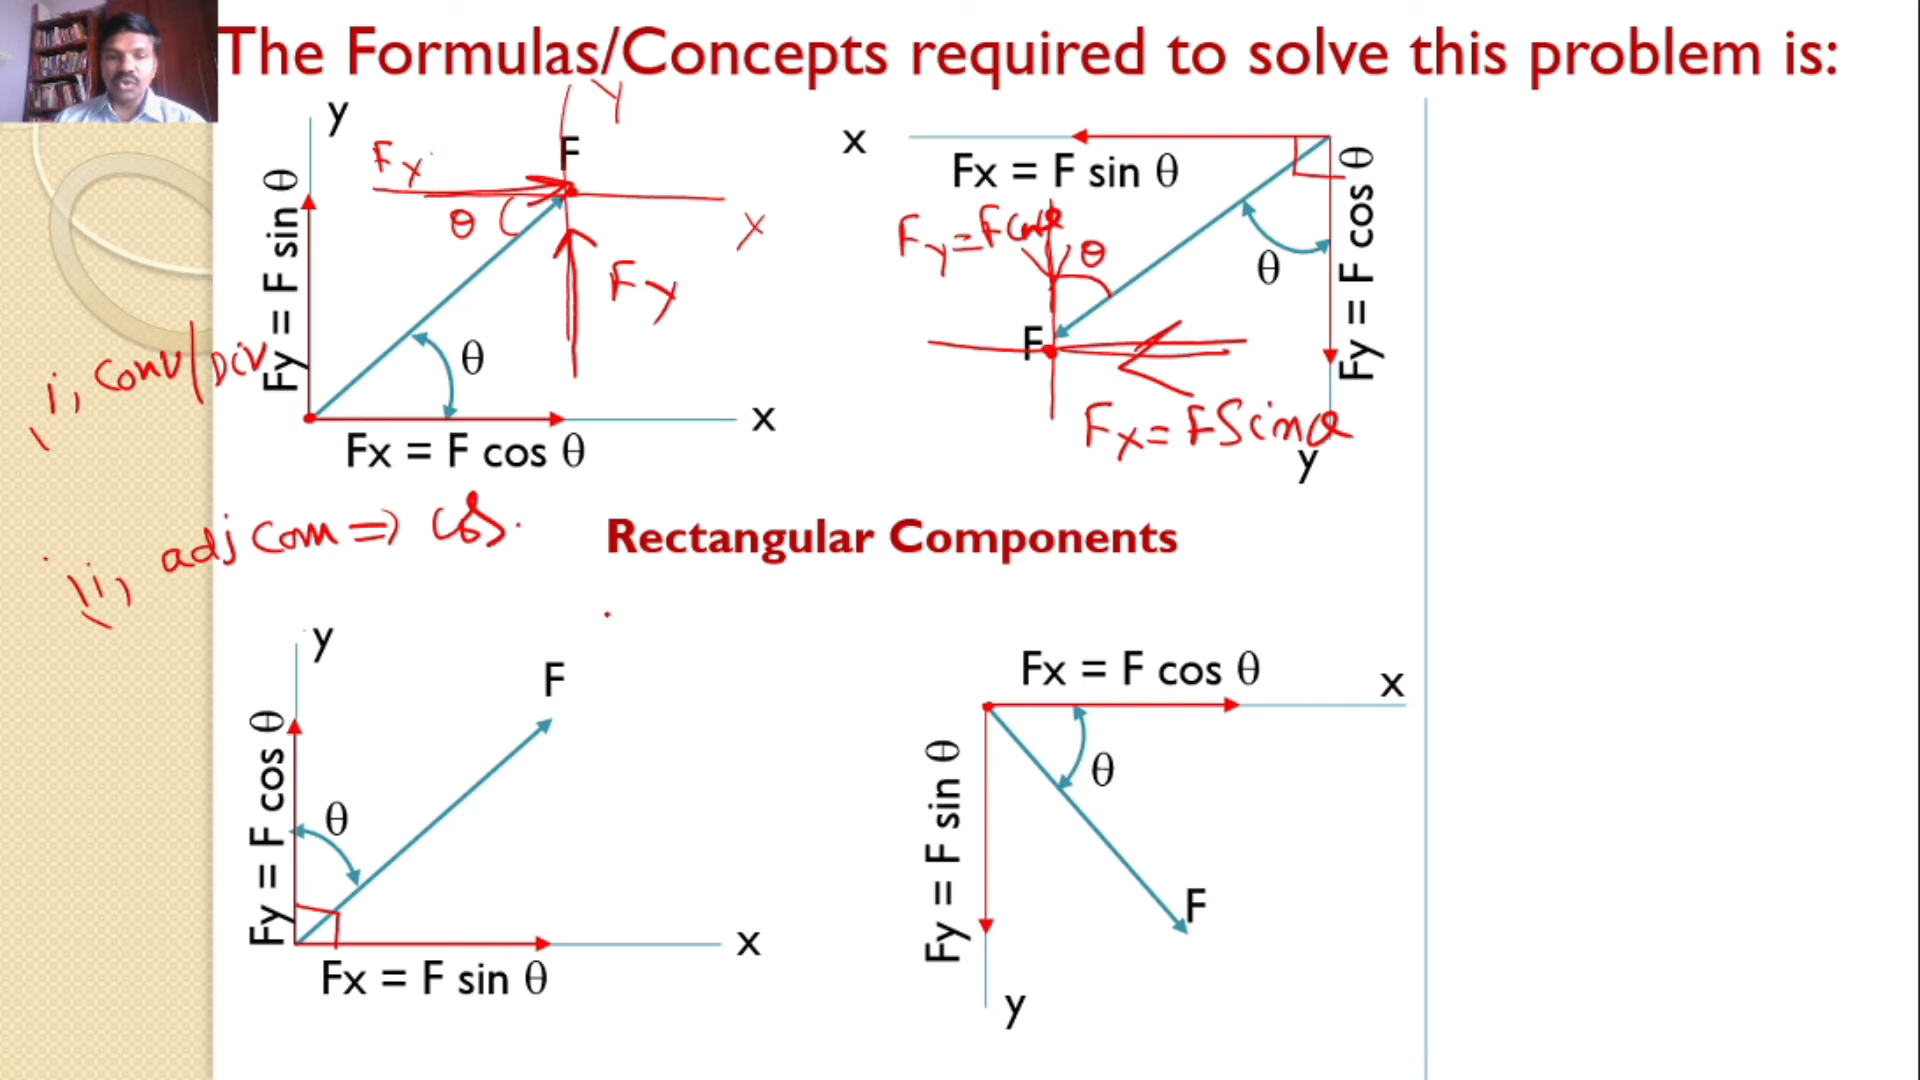 The Formulas/Concepts required to solve this problem is:
y
Y
F
Fx
θ
X
Fy
Fy = F sin θ
θ
x
Fx = F cos θ
x
Fx = F sin θ
Fy = F cos θ
Fy = F cos θ
θ
θ
F
Fx = F Sin θ
y
i, Conv/Div
ii, adj com => Cos.
Rectangular Components
y
F
Fy = F cos θ
θ
x
Fx = F sin θ
Fx = F cos θ
x
Fy = F sin θ
θ
F
y